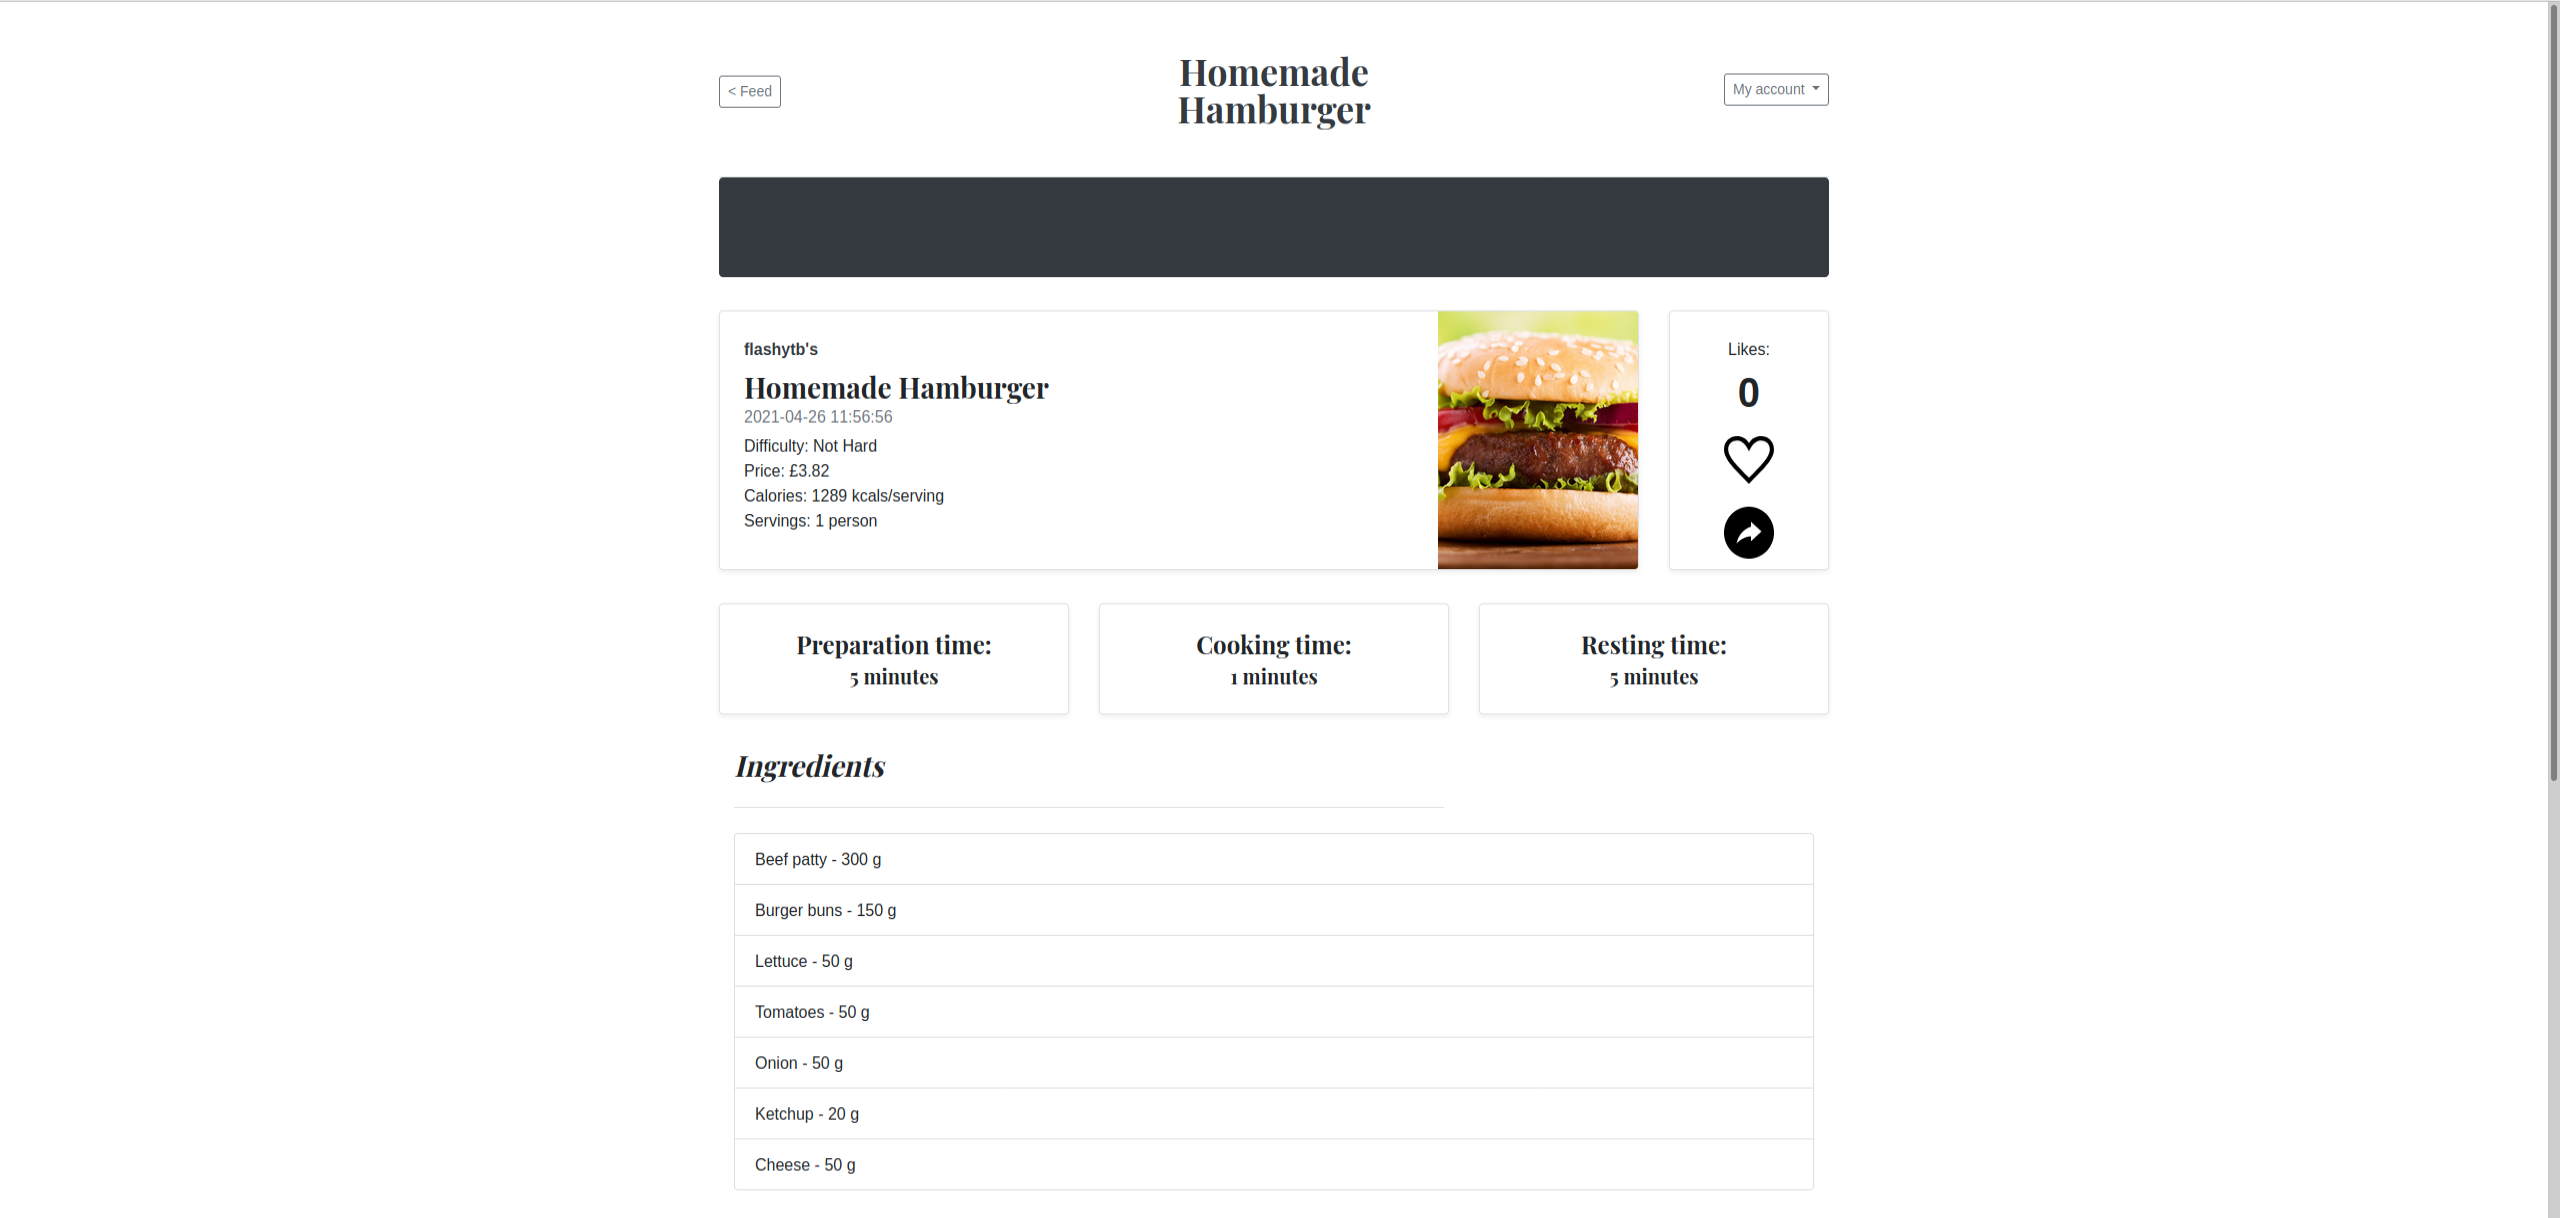 < Feed
Homemade
Hamburger
My account
flashytb's
Homemade Hamburger
2021-04-26 11:56:56
Difficulty: Not Hard
Price: £3.82
Calories: 1289 kcals/serving
Servings: 1 person
Likes:
0
Preparation time:
5 minutes
Cooking time:
1 minutes
Resting time:
5 minutes
Ingredients
Beef patty - 300 g
Burger buns - 150 g
Lettuce - 50 g
Tomatoes - 50 g
Onion - 50 g
Ketchup - 20 g
Cheese - 50 g